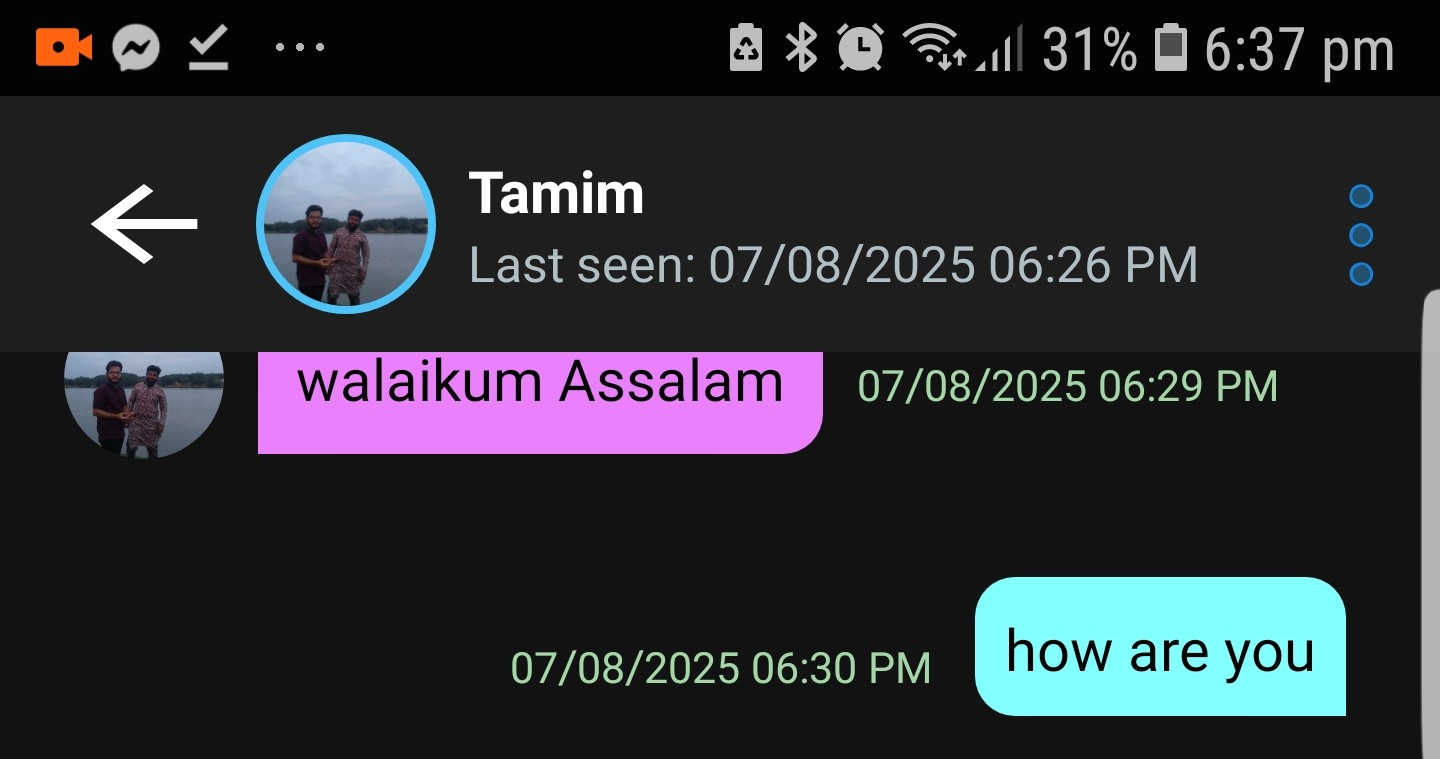 31% 6:37 pm
Tamim
Last seen: 07/08/2025 06:26 PM
walaikum Assalam 07/08/2025 06:29 PM
07/08/2025 06:30 PM how are you